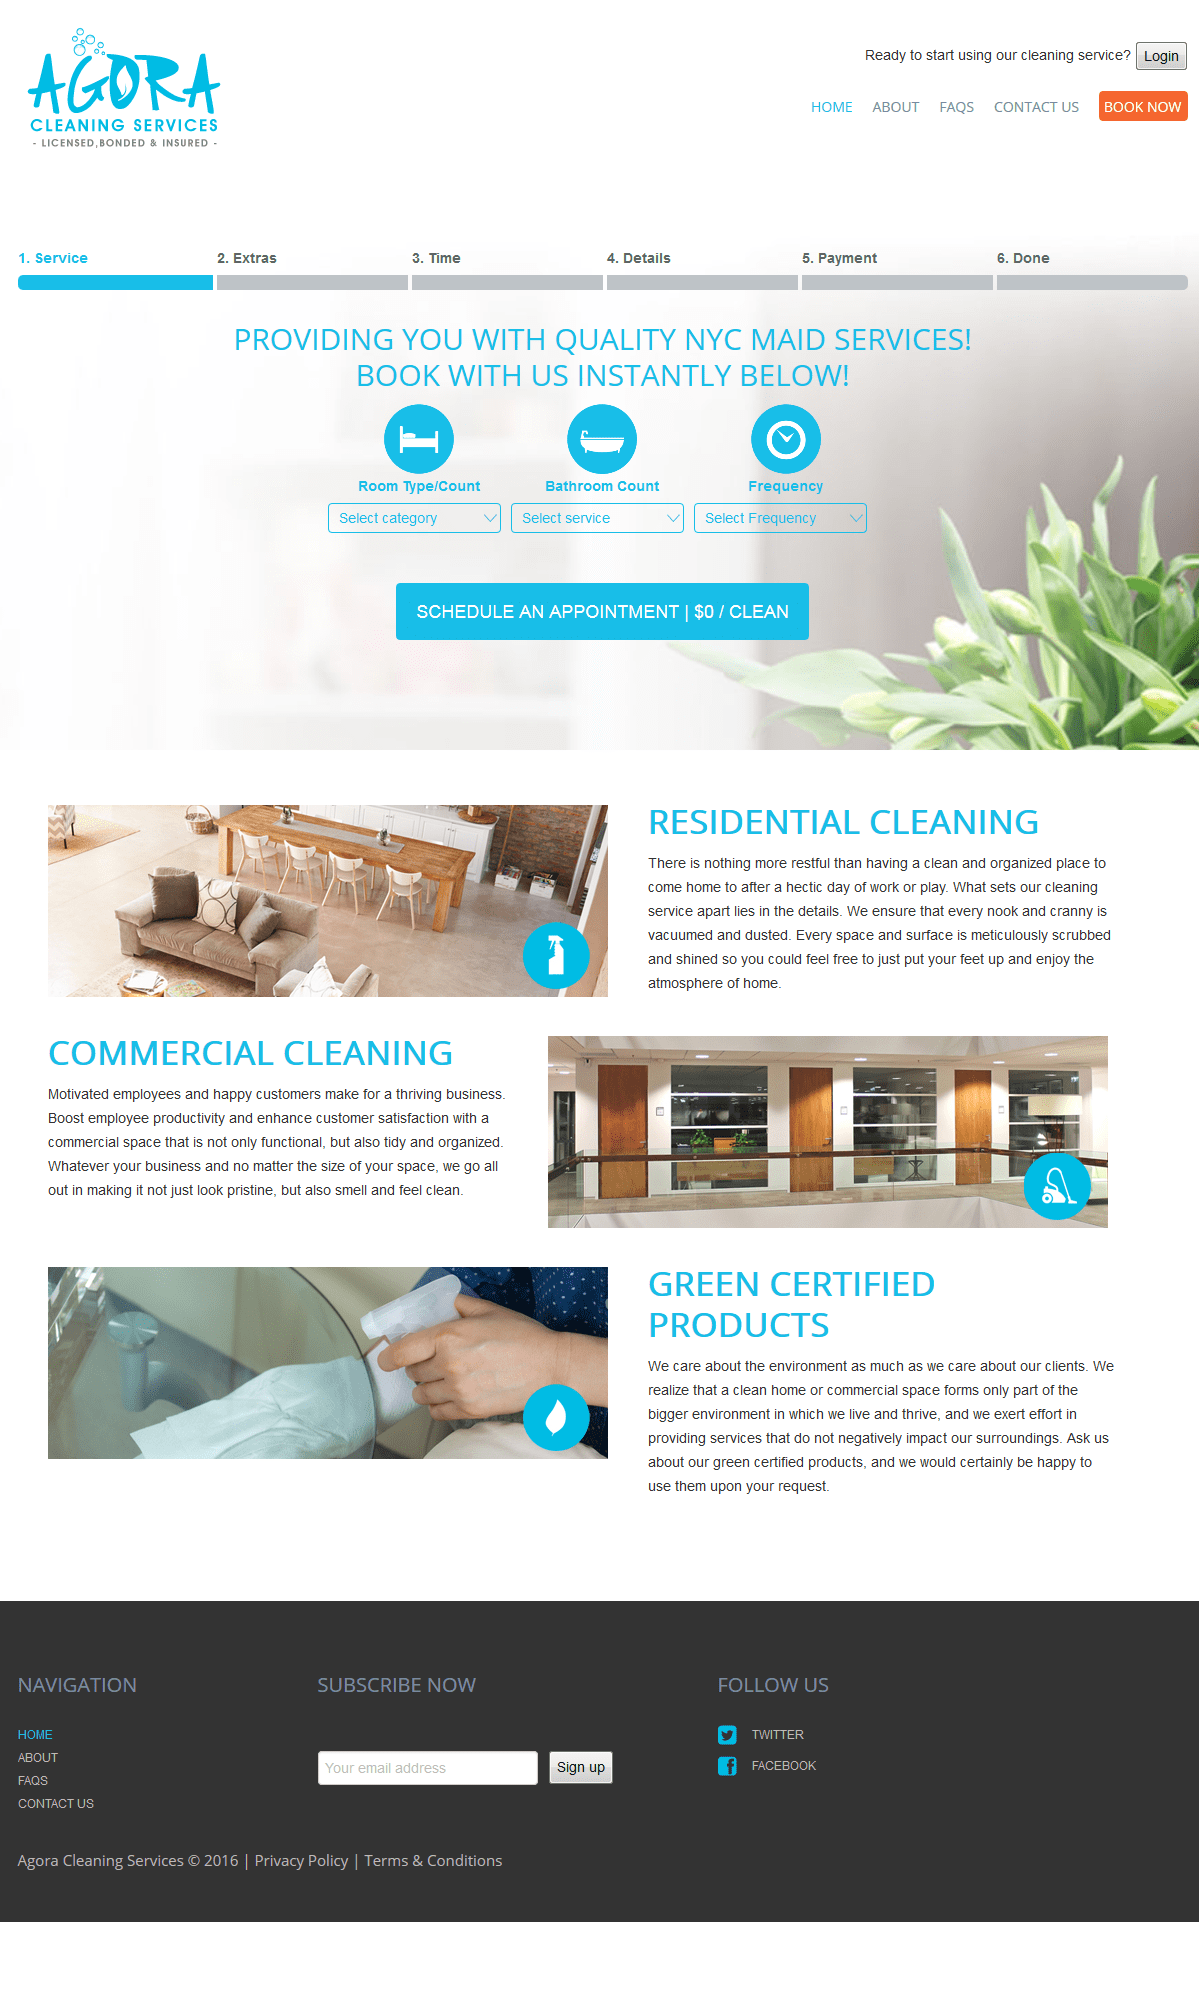 AGORA
CLEANING SERVICES
- LICENSED, BONDED & INSURED -
Ready to start using our cleaning service? Login
HOME ABOUT FAQS CONTACT US BOOK NOW
1. Service 2. Extras 3. Time 4. Details 5. Payment 6. Done
PROVIDING YOU WITH QUALITY NYC MAID SERVICES!
BOOK WITH US INSTANTLY BELOW!
Room Type/Count Bathroom Count Frequency
Select category Select service Select Frequency
SCHEDULE AN APPOINTMENT | $0 / CLEAN
RESIDENTIAL CLEANING
There is nothing more restful than having a clean and organized place to
come home to after a hectic day of work or play. What sets our cleaning
service apart lies in the details. We ensure that every nook and cranny is
vacuumed and dusted. Every space and surface is meticulously scrubbed
and shined so you could feel free to just put your feet up and enjoy the
atmosphere of home.
COMMERCIAL CLEANING
Motivated employees and happy customers make for a thriving business.
Boost employee productivity and enhance customer satisfaction with a
commercial space that is not only functional, but also tidy and organized.
Whatever your business and no matter the size of your space, we go all
out in making it not just look pristine, but also smell and feel clean.
GREEN CERTIFIED
PRODUCTS
We care about the environment as much as we care about our clients. We
realize that a clean home or commercial space forms only part of the
bigger environment in which we live and thrive, and we exert effort in
providing services that do not negatively impact our surroundings. Ask us
about our green certified products, and we would certainly be happy to
use them upon your request.
NAVIGATION
HOME
ABOUT
FAQS
CONTACT US
SUBSCRIBE NOW
Your email address Sign up
FOLLOW US
TWITTER
FACEBOOK
Agora Cleaning Services © 2016 | Privacy Policy | Terms & Conditions